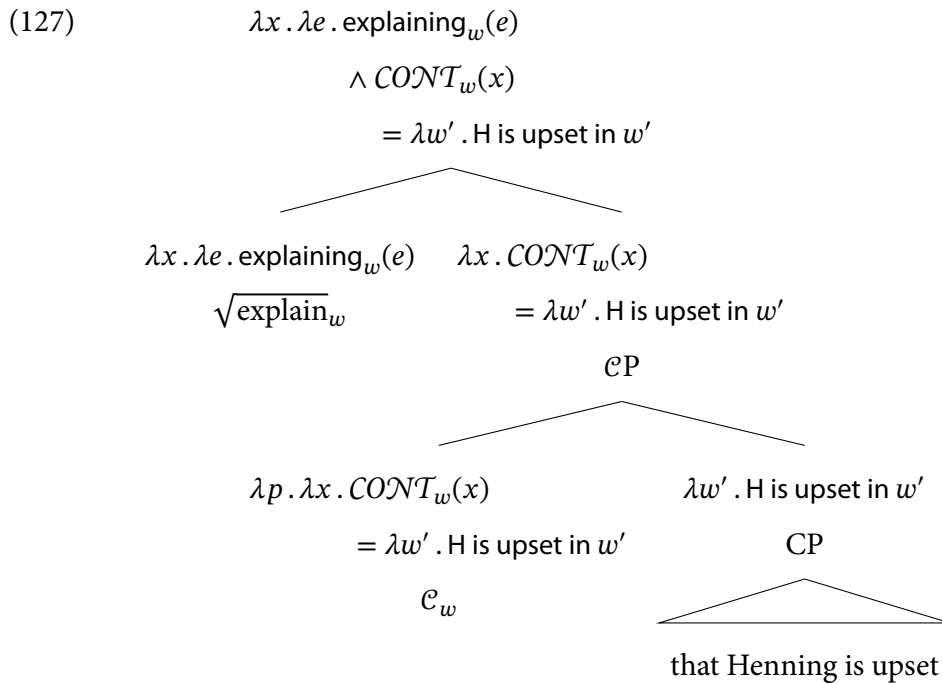 (127) λx . λe . explaining_w(e)
∧ 𝒞𝒪𝒩𝒯_w(x)
= λw′ . H is upset in w′
λx . λe . explaining_w(e) λx . 𝒞𝒪𝒩𝒯_w(x)
√explain_w = λw′ . H is upset in w′
𝒞P
λp . λx . 𝒞𝒪𝒩𝒯_w(x) λw′ . H is upset in w′
= λw′ . H is upset in w′ CP
𝒞_w
that Henning is upset